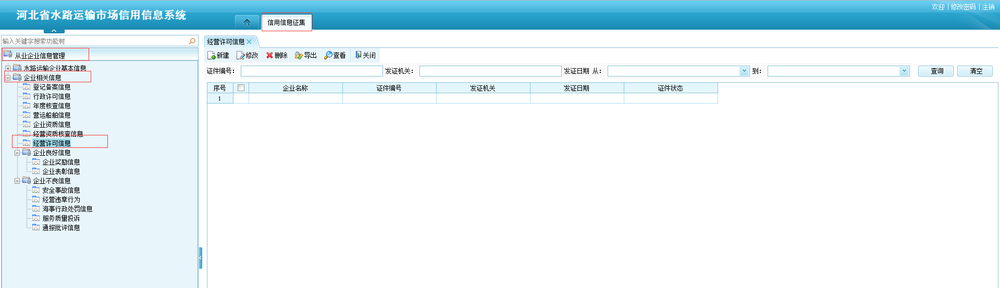 河北省水路运输市场信用信息系统
欢迎 | 修改密码 | 注销
信用信息征集
输入关键字搜索功能树
从业企业信息管理
水路运输企业基本信息
企业相关信息
登记备案信息
行政许可信息
年度核查信息
营运船舶信息
企业资质信息
经营资质核查信息
经营许可信息
企业良好信息
企业奖励信息
企业表彰信息
企业不良信息
安全事故信息
经营违章行为
海事行政处罚信息
服务质量投诉
通报批评信息
经营许可信息
新建 修改 删除 导出 查看 关闭
证件编号： 发证机关： 发证日期 从： 到： 查询 清空
序号 企业名称 证件编号 发证机关 发证日期 证件状态
1